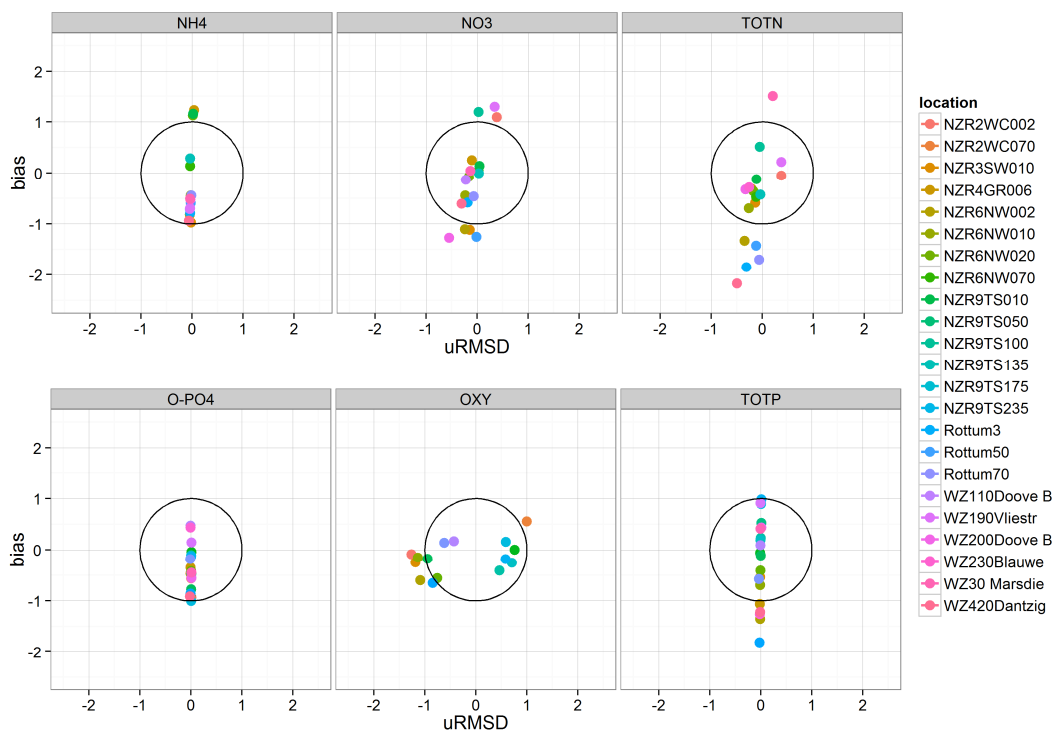 NH4 NO3 TOTN
2
1
0
-1
-2
bias
-2 -1 0 1 2 -2 -1 0 1 2 -2 -1 0 1 2
uRMSD
O-PO4 OXY TOTP
2
1
0
-1
-2
bias
-2 -1 0 1 2 -2 -1 0 1 2 -2 -1 0 1 2
uRMSD
location
NZR2WC002
NZR2WC070
NZR3SW010
NZR4GR006
NZR6NW002
NZR6NW010
NZR6NW020
NZR6NW070
NZR9TS010
NZR9TS050
NZR9TS100
NZR9TS135
NZR9TS175
NZR9TS235
Rottum3
Rottum50
Rottum70
WZ110Doove B
WZ190Vliestr
WZ200Doove B
WZ230Blauwe
WZ30 Marsdie
WZ420Dantzig